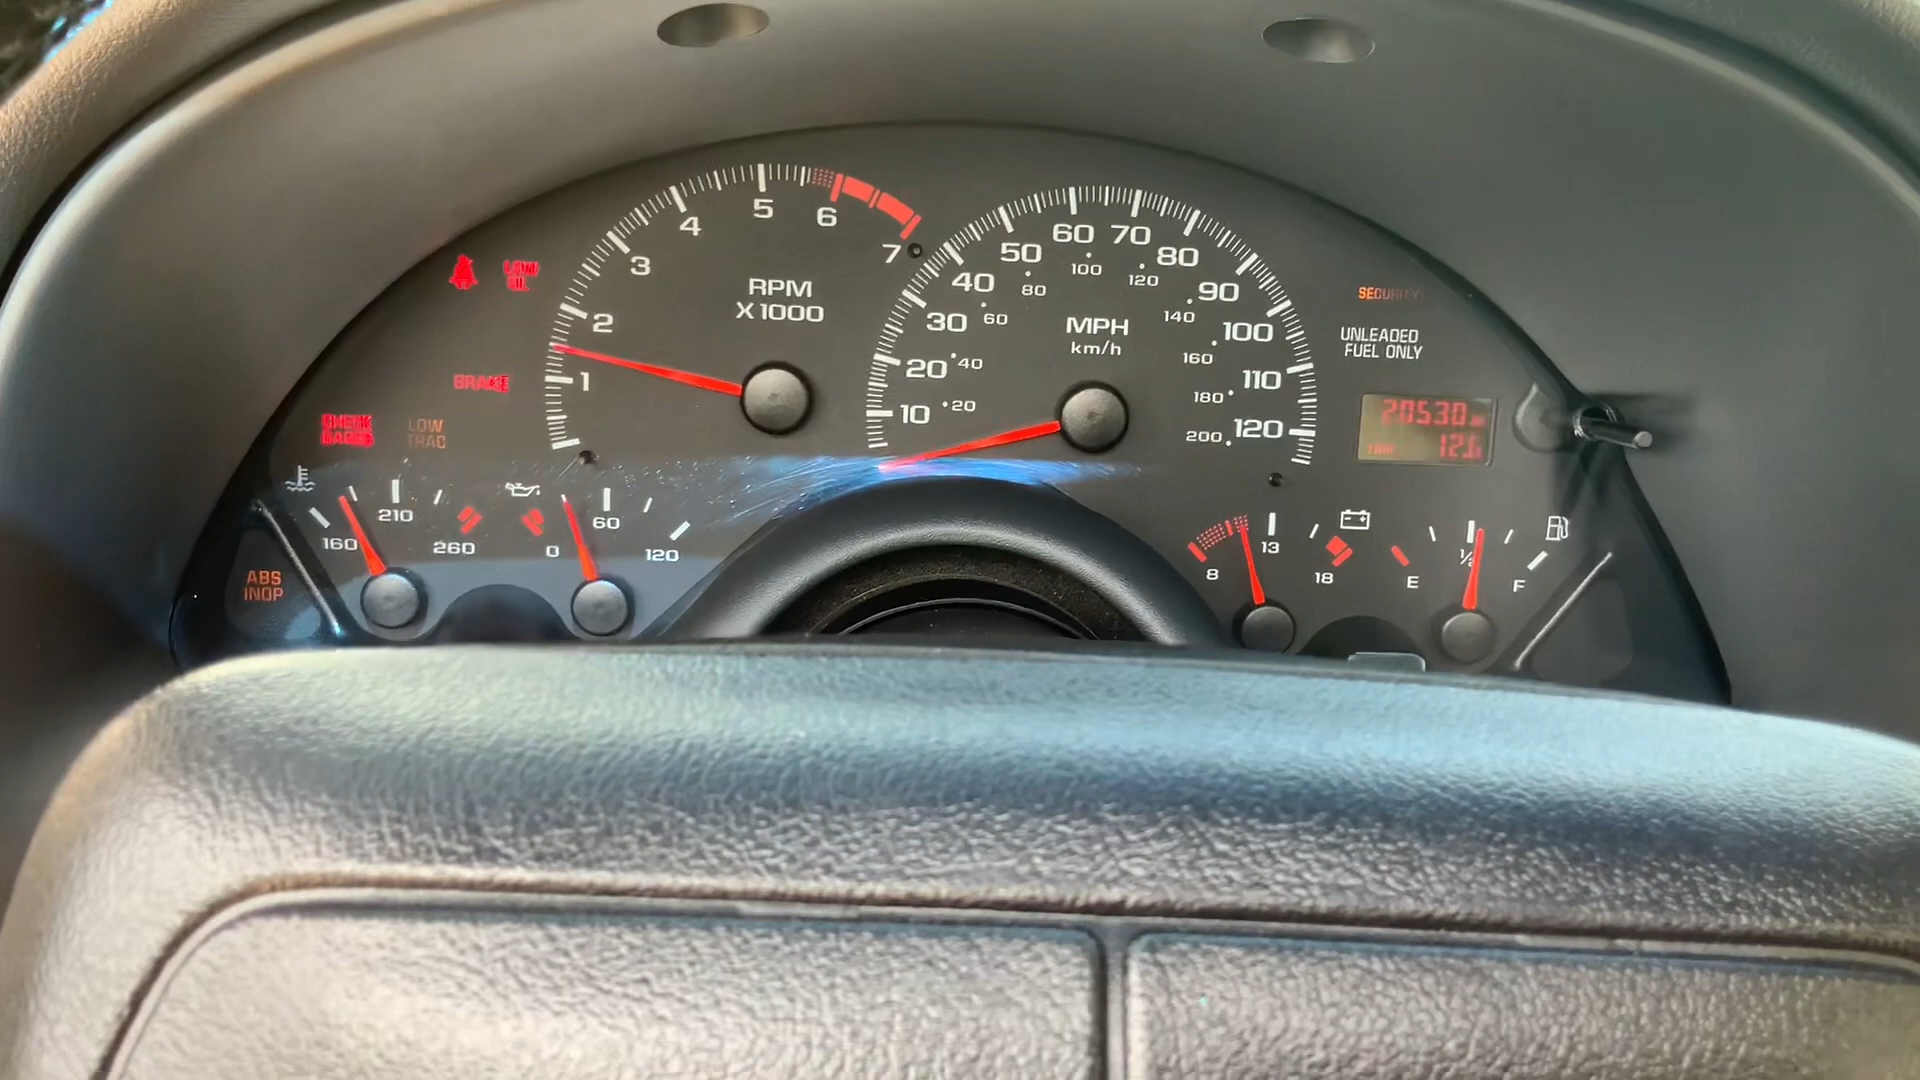 5
6
4
7
3
RPM
X1000
2
1
LOW
OIL
BRAKE
CHECK
GAGES
LOW
TRAC
60
70
50
80
100
120
40
80
90
30
60
140
MPH
km/h
100
20
40
160
110
10
20
180
200
120
SECURITY
UNLEADED
FUEL ONLY
20530
TRIP
210
160
260
ABS
INOP
60
0
120
13
8
18
1/2
E
F